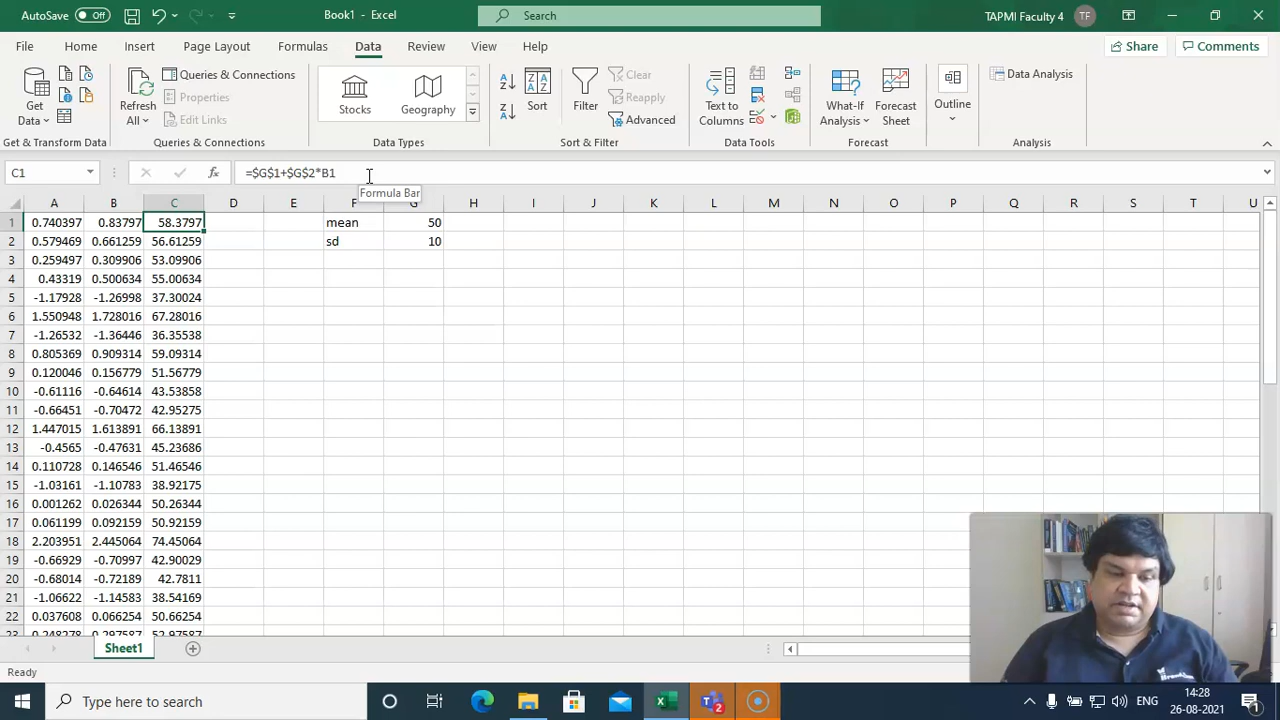 AutoSave Off Book1 - Excel Search TAPMI Faculty 4 TF
File Home Insert Page Layout Formulas Data Review View Help Share Comments
Get Data Refresh All Queries & Connections Properties Edit Links Stocks Geography Sort Filter Clear Reapply Advanced Text to Columns What-If Analysis Forecast Sheet Outline Data Analysis
Get & Transform Data Queries & Connections Data Types Sort & Filter Data Tools Forecast Analysis
C1 fx =$G$1+$G$2*B1
Formula Bar
A B C D E F G H I J K L M N O P Q R S T U
1 0.740397 0.83797 58.3797 mean 50
2 0.579469 0.661259 56.61259 sd 10
3 0.259497 0.309906 53.09906
4 0.43319 0.500634 55.00634
5 -1.17928 -1.26998 37.30024
6 1.550948 1.728016 67.28016
7 -1.26532 -1.36446 36.35538
8 0.805369 0.909314 59.09314
9 0.120046 0.156779 51.56779
10 -0.61116 -0.64614 43.53858
11 -0.66451 -0.70472 42.95275
12 1.447015 1.613891 66.13891
13 -0.4565 -0.47631 45.23686
14 0.110728 0.146546 51.46546
15 -1.03161 -1.10783 38.92175
16 0.001262 0.026344 50.26344
17 0.061199 0.092159 50.92159
18 2.203951 2.445064 74.45064
19 -0.66929 -0.70997 42.90029
20 -0.68014 -0.72189 42.7811
21 -1.06622 -1.14583 38.54169
22 0.037608 0.066254 50.66254
23 0.248278 0.297587 52.97587
Sheet1
Ready
Type here to search 2 ENG 14:28
26-08-2021 1